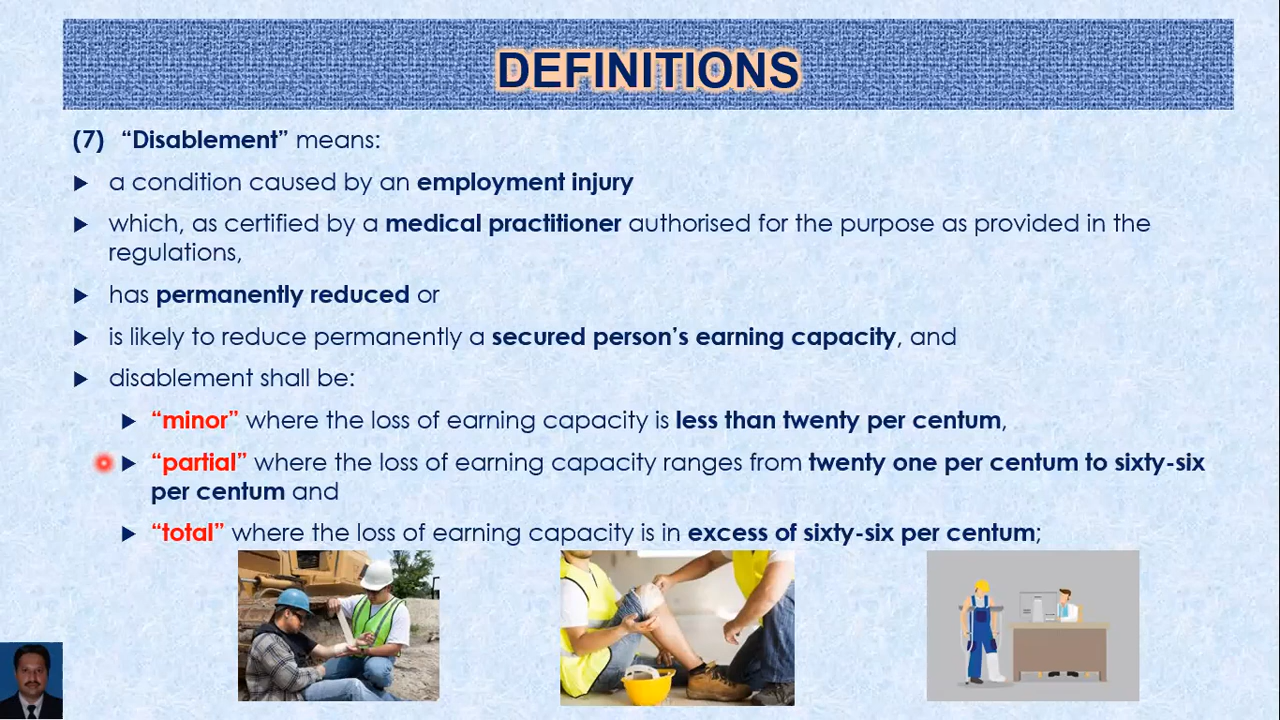 DEFINITIONS
(7) “Disablement” means:
a condition caused by an employment injury
which, as certified by a medical practitioner authorised for the purpose as provided in the
regulations,
has permanently reduced or
is likely to reduce permanently a secured person’s earning capacity, and
disablement shall be:
“minor” where the loss of earning capacity is less than twenty per centum,
“partial” where the loss of earning capacity ranges from twenty one per centum to sixty-six
per centum and
“total” where the loss of earning capacity is in excess of sixty-six per centum;